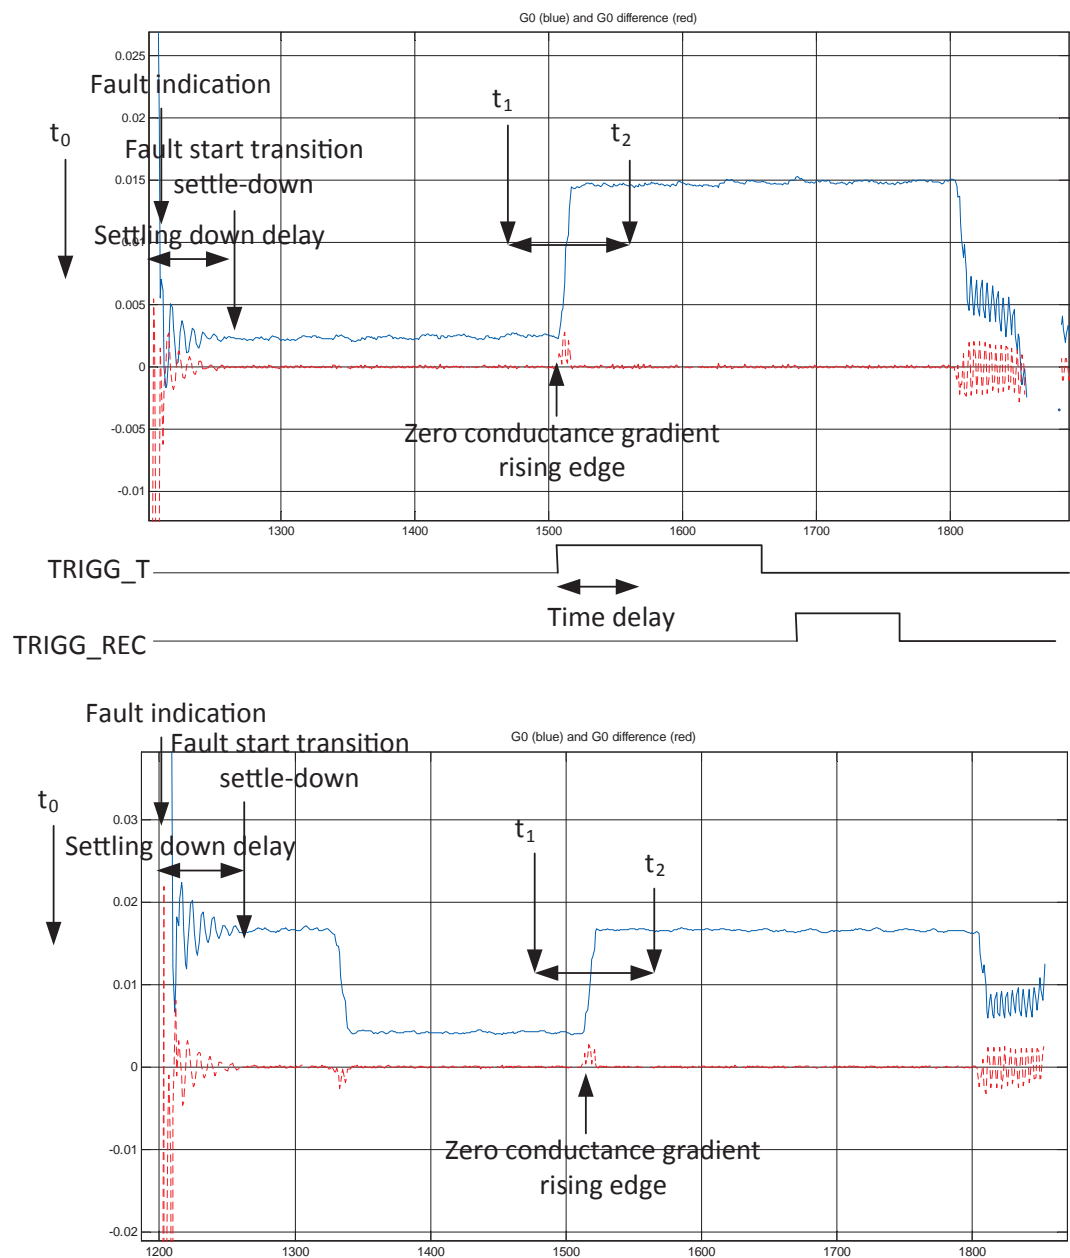 G0 (blue) and G0 difference (red)
0.025
Fault indication
0.02
t1
t0
t2
Fault start transition
settle-down
0.015
Settling down delay
0.01
0.005
0
-0.005
Zero conductance gradient
rising edge
-0.01
1300 1400 1500 1600 1700 1800
TRIGG_T
Time delay
TRIGG_REC
Fault indication
G0 (blue) and G0 difference (red)
Fault start transition
settle-down
t0
0.03
t1
Settling down delay
t2
0.02
0.01
0
Zero conductance gradient
-0.01
rising edge
-0.02
1200 1300 1400 1500 1600 1700 1800